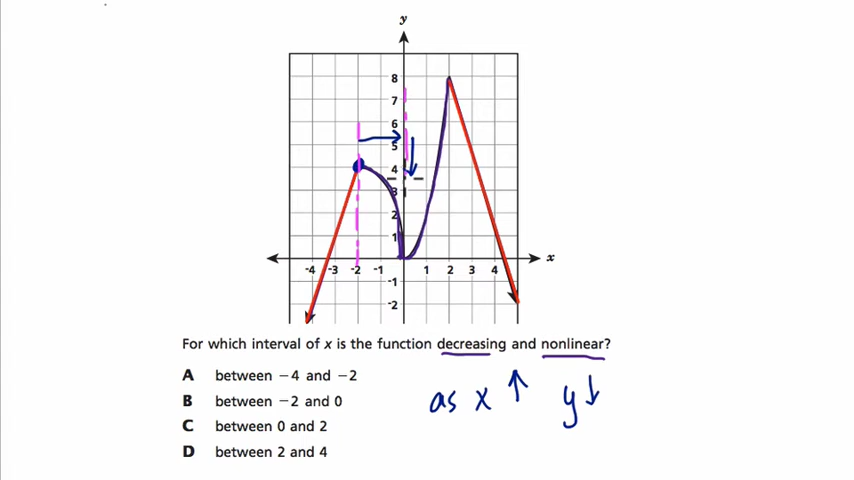 y
8
7
6
5
4
3
2
1
-4 -3 -2 -1 1 2 3 4 x
-1
-2
For which interval of x is the function decreasing and nonlinear?
A between −4 and −2
B between −2 and 0
C between 0 and 2
D between 2 and 4
as x ↑ y ↓